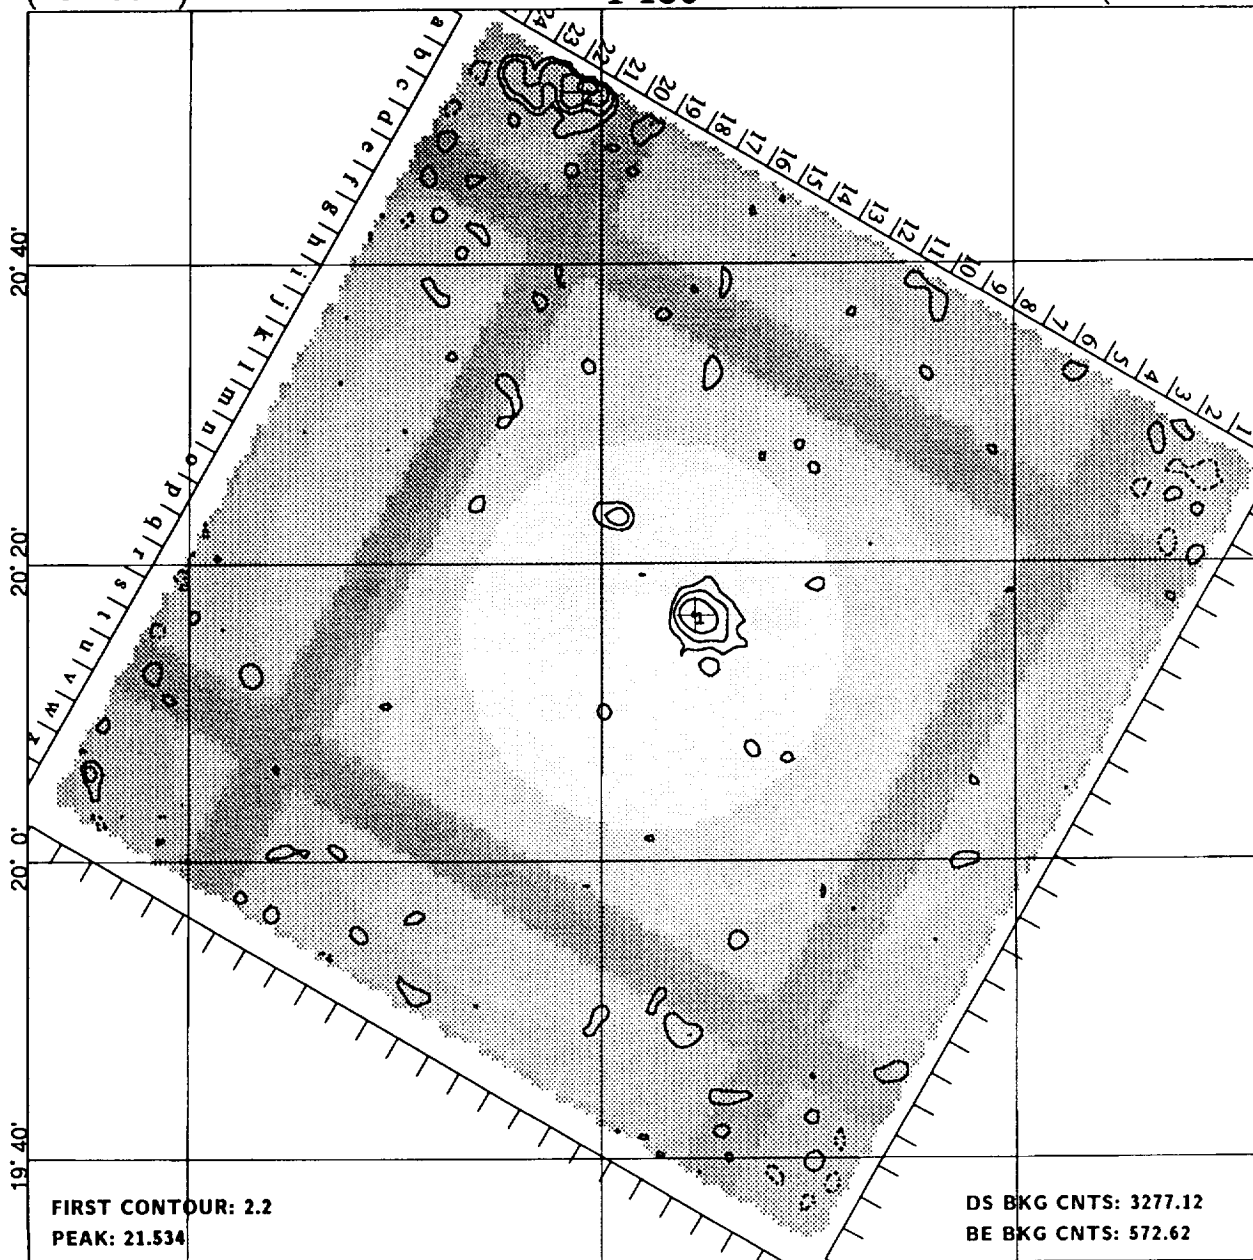 24 23 22 21 20 19 18 17 16 15 14 13 12 11 10 9 8 7 6 5 4 3 2 1
a b c d e f g h i j k l m n o p q r s t u v w x
20° 40'
20° 20'
20° 0'
19° 40'
2
FIRST CONTOUR: 2.2
PEAK: 21.534
DS BKG CNTS: 3277.12
BE BKG CNTS: 572.62